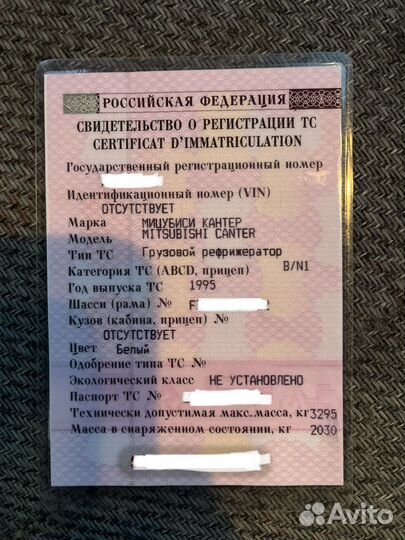 РОССИЙСКАЯ ФЕДЕРАЦИЯ
СВИДЕТЕЛЬСТВО О РЕГИСТРАЦИИ ТС
CERTIFICAT D'IMMATRICULATION
Государственный регистрационный номер
Идентификационный номер (VIN)
ОТСУТСТВУЕТ
Марка МИЦУБИСИ КАНТЕР
Модель MITSUBISHI CANTER
Тип ТС Грузовой рефрижератор
Категория ТС (ABCD, прицеп) B/N1
Год выпуска ТС 1995
Шасси (рама) № F
Кузов (кабина, прицеп) №
ОТСУТСТВУЕТ
Цвет Белый
Одобрение типа ТС №
Экологический класс НЕ УСТАНОВЛЕНО
Паспорт ТС №
Технически допустимая макс.масса, кг 3295
Масса в снаряженном состоянии, кг 2030
Avito